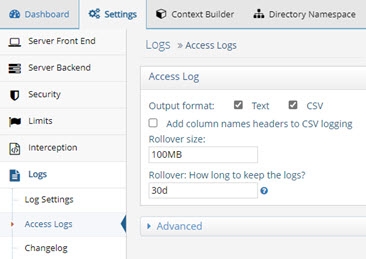 Dashboard
Settings
Context Builder
Directory Namespace
Server Front End
Server Backend
Security
Limits
Interception
Logs
Log Settings
Access Logs
Changelog
Logs » Access Logs
Access Log
Output format: Text CSV
Add column names headers to CSV logging
Rollover size:
100MB
Rollover: How long to keep the logs?
30d
Advanced